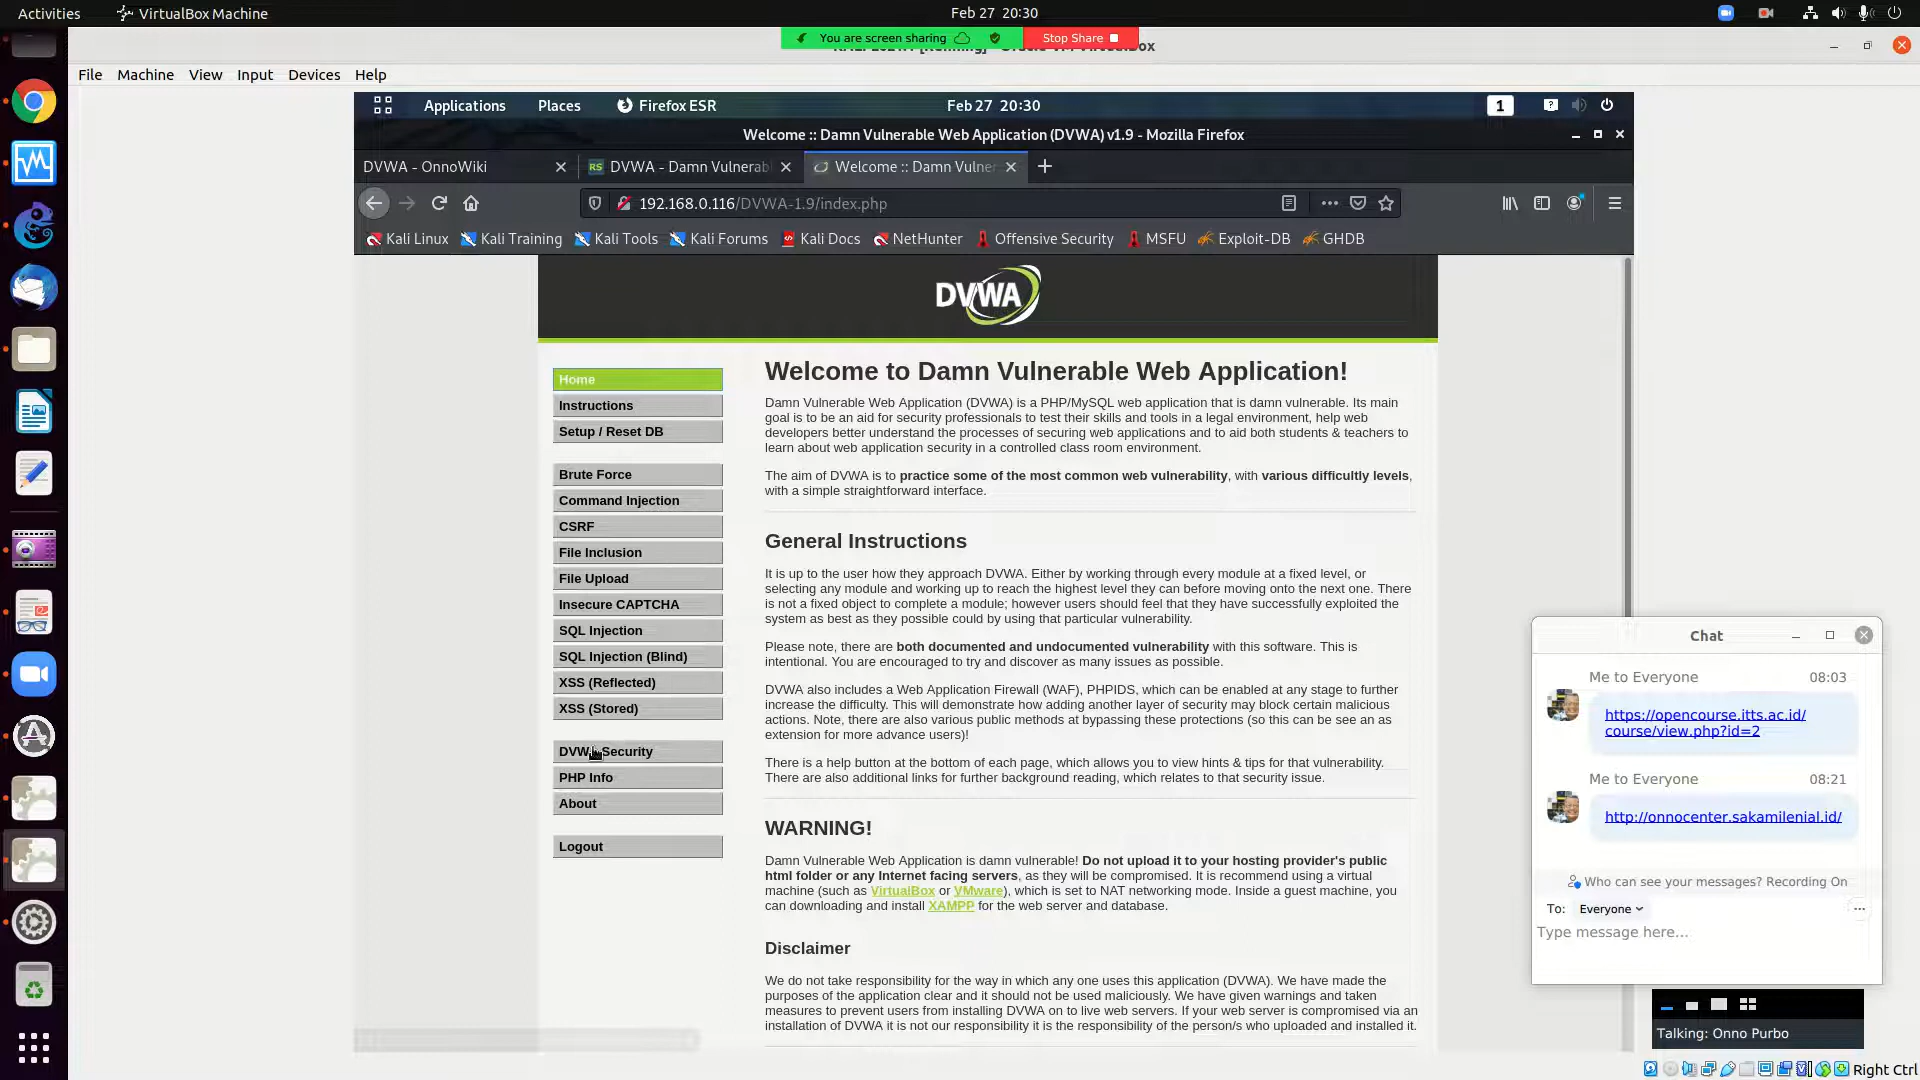 Activities
VirtualBox Machine
Feb 27 20:30
You are screen sharing
Stop Share
File
Machine
View
Input
Devices
Help
Applications
Places
Firefox ESR
Feb 27 20:30
1
Welcome :: Damn Vulnerable Web Application (DVWA) v1.9 - Mozilla Firefox
DVWA - OnnoWiki
RS
DVWA - Damn Vulnerab
Welcome :: Damn Vulner
192.168.0.116/DVWA-1.9/index.php
Kali Linux
Kali Training
Kali Tools
Kali Forums
Kali Docs
NetHunter
Offensive Security
MSFU
Exploit-DB
GHDB
DVWA
Home
Instructions
Setup / Reset DB
Brute Force
Command Injection
CSRF
File Inclusion
File Upload
Insecure CAPTCHA
SQL Injection
SQL Injection (Blind)
XSS (Reflected)
XSS (Stored)
DVWA Security
PHP Info
About
Logout
Welcome to Damn Vulnerable Web Application!
Damn Vulnerable Web Application (DVWA) is a PHP/MySQL web application that is damn vulnerable. Its main
goal is to be an aid for security professionals to test their skills and tools in a legal environment, help web
developers better understand the processes of securing web applications and to aid both students & teachers to
learn about web application security in a controlled class room environment.
The aim of DVWA is to practice some of the most common web vulnerability, with various difficultly levels,
with a simple straightforward interface.
General Instructions
It is up to the user how they approach DVWA. Either by working through every module at a fixed level, or
selecting any module and working up to reach the highest level they can before moving onto the next one. There
is not a fixed object to complete a module; however users should feel that they have successfully exploited the
system as best as they possible could by using that particular vulnerability.
Please note, there are both documented and undocumented vulnerability with this software. This is
intentional. You are encouraged to try and discover as many issues as possible.
DVWA also includes a Web Application Firewall (WAF), PHPIDS, which can be enabled at any stage to further
increase the difficulty. This will demonstrate how adding another layer of security may block certain malicious
actions. Note, there are also various public methods at bypassing these protections (so this can be see an as
extension for more advance users)!
There is a help button at the bottom of each page, which allows you to view hints & tips for that vulnerability.
There are also additional links for further background reading, which relates to that security issue.
WARNING!
Damn Vulnerable Web Application is damn vulnerable! Do not upload it to your hosting provider's public
html folder or any Internet facing servers, as they will be compromised. It is recommend using a virtual
machine (such as VirtualBox or VMware), which is set to NAT networking mode. Inside a guest machine, you
can downloading and install XAMPP for the web server and database.
Disclaimer
We do not take responsibility for the way in which any one uses this application (DVWA). We have made the
purposes of the application clear and it should not be used maliciously. We have given warnings and taken
measures to prevent users from installing DVWA on to live web servers. If your web server is compromised via an
installation of DVWA it is not our responsibility it is the responsibility of the person/s who uploaded and installed it.
Chat
Me to Everyone 08:03
https://opencourse.itts.ac.id/
course/view.php?id=2
Me to Everyone 08:21
http://onnocenter.sakamilenial.id/
Who can see your messages? Recording On
To: Everyone
Type message here...
Talking: Onno Purbo
Right Ctrl